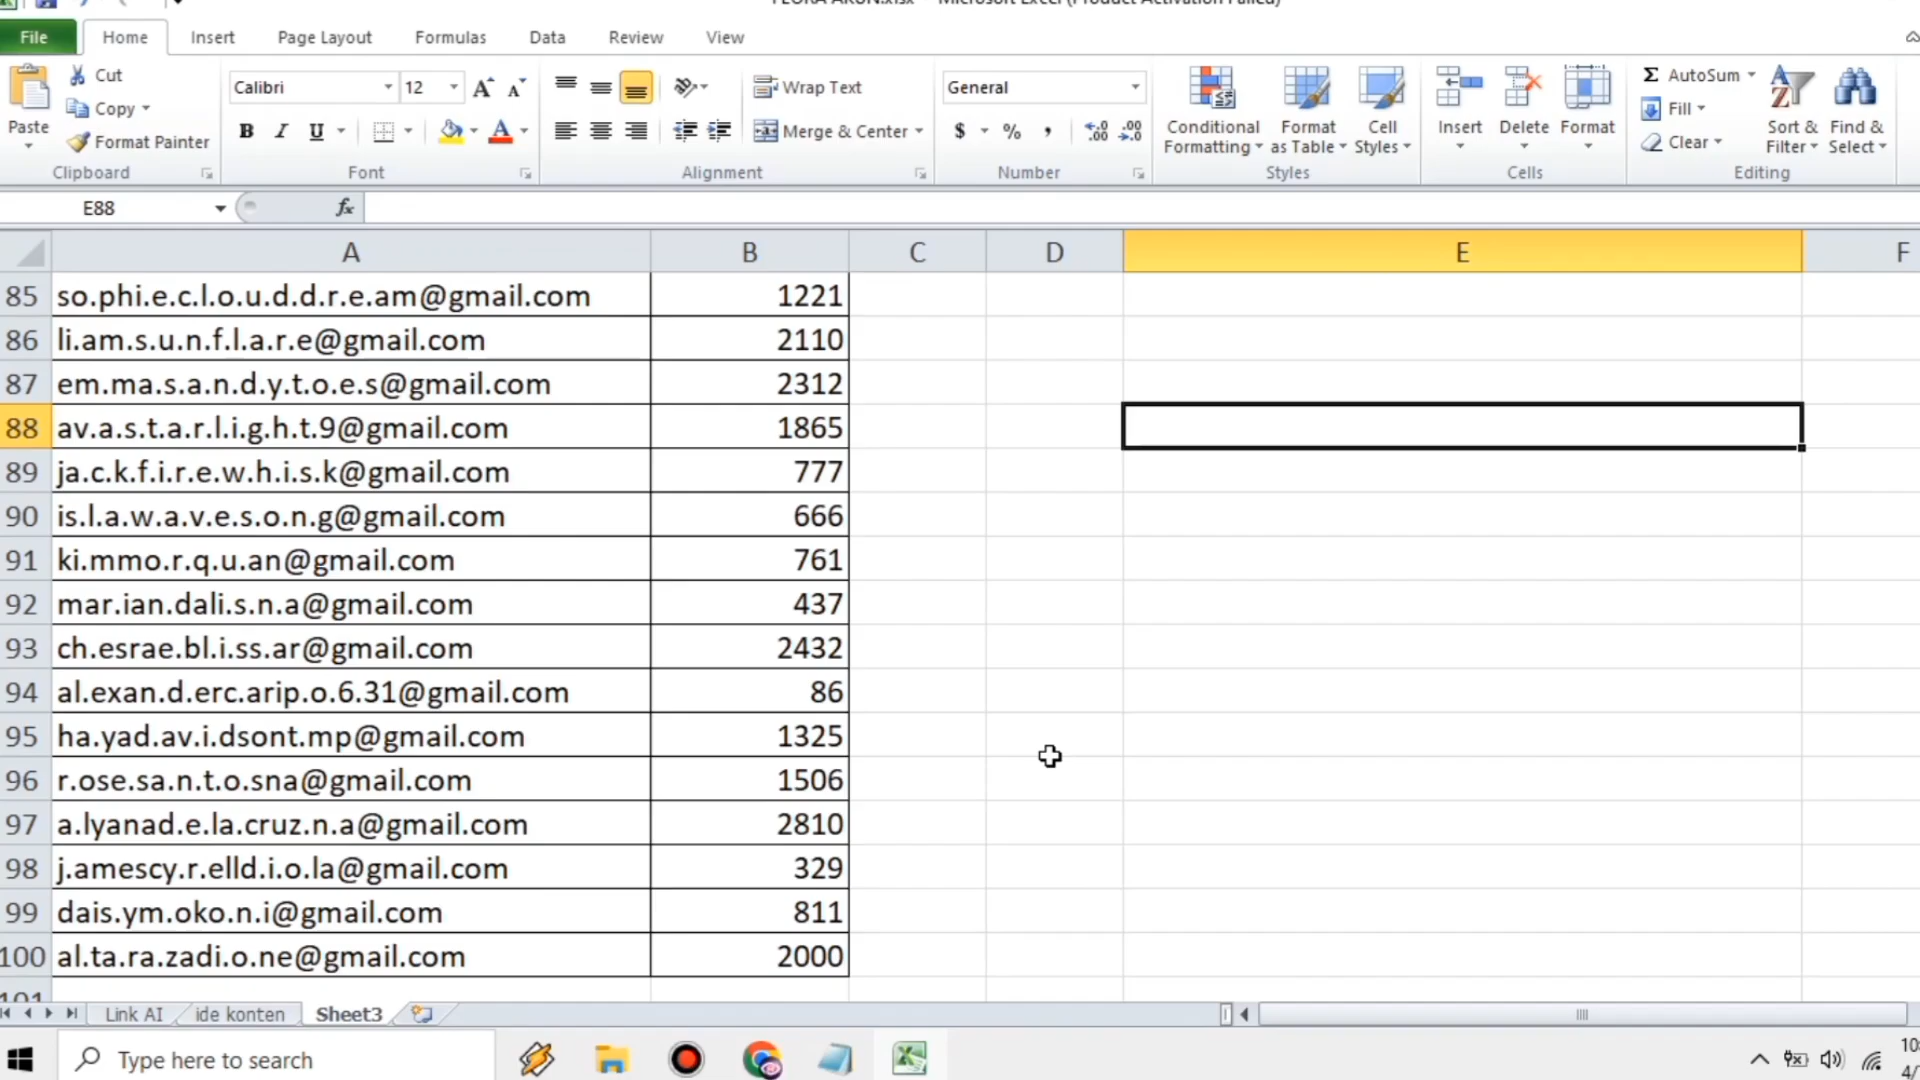 Microsoft Excel (Product Activation Failed)
File Home Insert Page Layout Formulas Data Review View
Paste
Cut
Copy
Format Painter
Clipboard
Calibri 12
B I U
Font
Wrap Text
Merge & Center
Alignment
General
$ % ,
Number
Conditional Formatting
Format as Table
Cell Styles
Styles
Insert Delete Format
Cells
Σ AutoSum
Fill
Clear
Sort & Filter
Find & Select
Editing
E88 fx
A B C D E F
85 so.phi.e.c.l.o.u.d.d.r.e.am@gmail.com 1221
86 li.am.s.u.n.f.l.a.r.e@gmail.com 2110
87 em.ma.s.a.n.d.y.t.o.e.s@gmail.com 2312
88 av.a.s.t.a.r.l.i.g.h.t.9@gmail.com 1865
89 ja.c.k.f.i.r.e.w.h.i.s.k@gmail.com 777
90 is.l.a.w.a.v.e.s.o.n.g@gmail.com 666
91 ki.mmo.r.q.u.an@gmail.com 761
92 mar.ian.dali.s.n.a@gmail.com 437
93 ch.esrae.bl.i.ss.ar@gmail.com 2432
94 al.exan.d.erc.arip.o.6.31@gmail.com 86
95 ha.yad.av.i.dsont.mp@gmail.com 1325
96 r.ose.sa.n.t.o.sna@gmail.com 1506
97 a.lyanad.e.la.cruz.n.a@gmail.com 2810
98 j.amescy.r.elld.i.o.la@gmail.com 329
99 dais.ym.oko.n.i@gmail.com 811
100 al.ta.ra.zadi.o.ne@gmail.com 2000
101
Link AI ide konten Sheet3
Type here to search